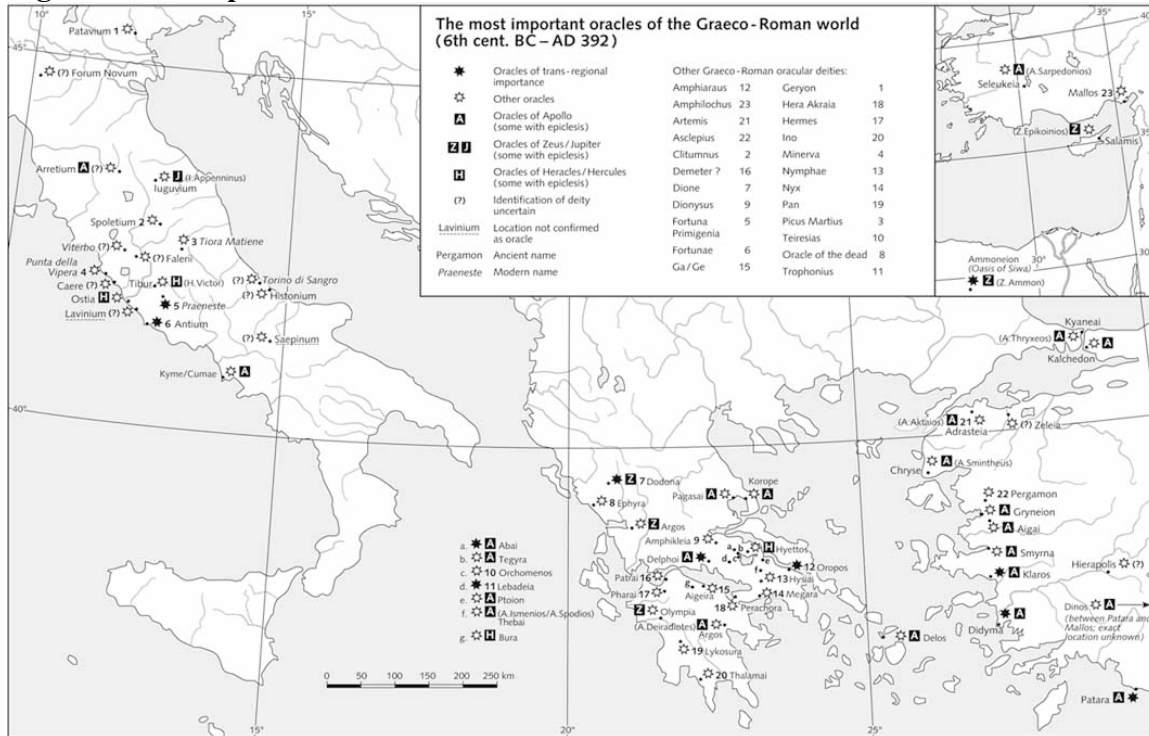 The most important oracles of the Graeco-Roman world
(6th cent. BC – AD 392)
Oracles of trans-regional
importance
Other oracles
A Oracles of Apollo
(some with epiclesis)
Z J Oracles of Zeus/Jupiter
(some with epiclesis)
H Oracles of Heracles/Hercules
(some with epiclesis)
(?) Identification of deity
uncertain
Lavinium Location not confirmed
as oracle
Pergamon Ancient name
Praeneste Modern name
Other Graeco-Roman oracular deities:
Amphiaraus 12
Amphilochus 23
Artemis 21
Asclepius 22
Clitumnus 2
Demeter ? 16
Dione 7
Dionysus 9
Fortuna 5
Primigenia
Fortunae 6
Ga/Ge 15
Geryon 1
Hera Akraia 18
Hermes 17
Ino 20
Minerva 4
Nymphae 13
Nyx 14
Pan 19
Picus Martius 3
Teiresias 10
Oracle of the dead 8
Trophonius 11
10°
15°
45°
40°
Patavium 1
(?) Forum Novum
Arretium A (?)
J (I.Appenninus)
Iuguvium
Spoletium 2
3 Tiora Matiene
Viterbo (?)
(?) Falerii
Punta della
Vipera 4
Caere (?)
Tibur H (H.Victor)
Ostia H
5 Praeneste
Lavinium (?)
6 Antium
(?) Torino di Sangro
(?) Histonium
(?) Saepinum
Kyme/Cumae A
35°
40°
A (A.Sarpedonios)
Seleukeia
Mallos 23
(Z.Epikoinios) Z
Salamis
35°
30°
30°
Ammoneion
(Oasis of Siwa)
Z (Z.Ammon)
Kyaneai
(A.Thryxeos) A
A
Kalchedon
(A.Aktaios) A 21
Adrasteia
(?) Zeleia
A (A.Smintheus)
Chryse
22 Pergamon
A Gryneion
A Aigai
A Smyrna
A Klaros
Hierapolis (?)
Dinos A
(between Patara and
Mallos; exact
location unknown)
A
Didyma
A Delos
Patara A
Z 7 Dodona
8 Ephyra
Z Argos
Pagasai A
Korope
A
Amphikleia 9
a b
H Hyettos
Delphoi A
d c
e
f
12
Oropos
13 Hysiai
14 Megara
Patrai 16
g
Aigeira 15
Pharai 17
18
Perachora
Z Olympia
(A.Deiradiotes) A
Argos
19 Lykosura
20 Thalamai
a. A Abai
b. A Tegyra
c. 10 Orchomenos
d. 11 Lebadeia
e. A Ptoion
f. A (A.Ismenios/A.Spodios)
Thebai
g. H Bura
0 50 100 150 200 250 km
15°
20°
25°